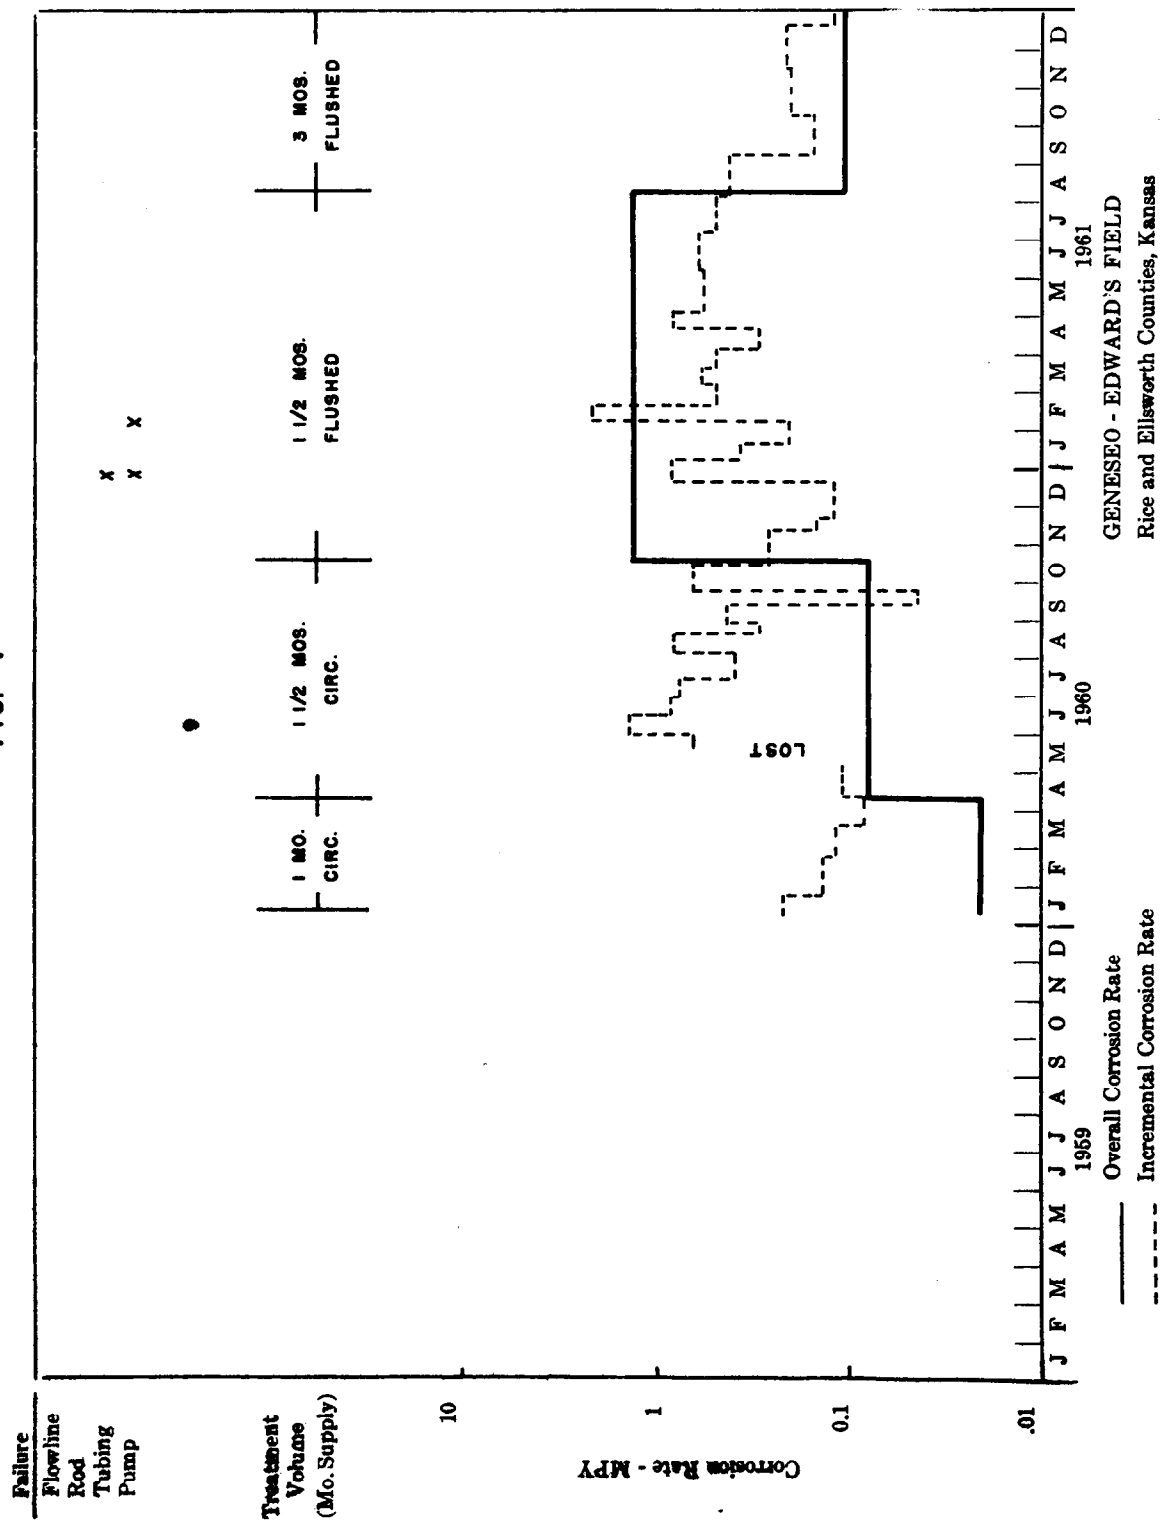 Failure
Flowline
Rod
Tubing
Pump
x
x x
Treatment
Volume
(Mo. Supply)
1 MO.
CIRC.
1 1/2 MOS.
CIRC.
1 1/2 MOS.
FLUSHED
3 MOS.
FLUSHED
Corrosion Rate - MPY
10
1
0.1
.01
LOST
J F M A M J J A S O N D J F M A M J J A S O N D J F M A M J J A S O N D
1959 1960 1961
Overall Corrosion Rate
Incremental Corrosion Rate
GENESEO - EDWARD'S FIELD
Rice and Ellsworth Counties, Kansas